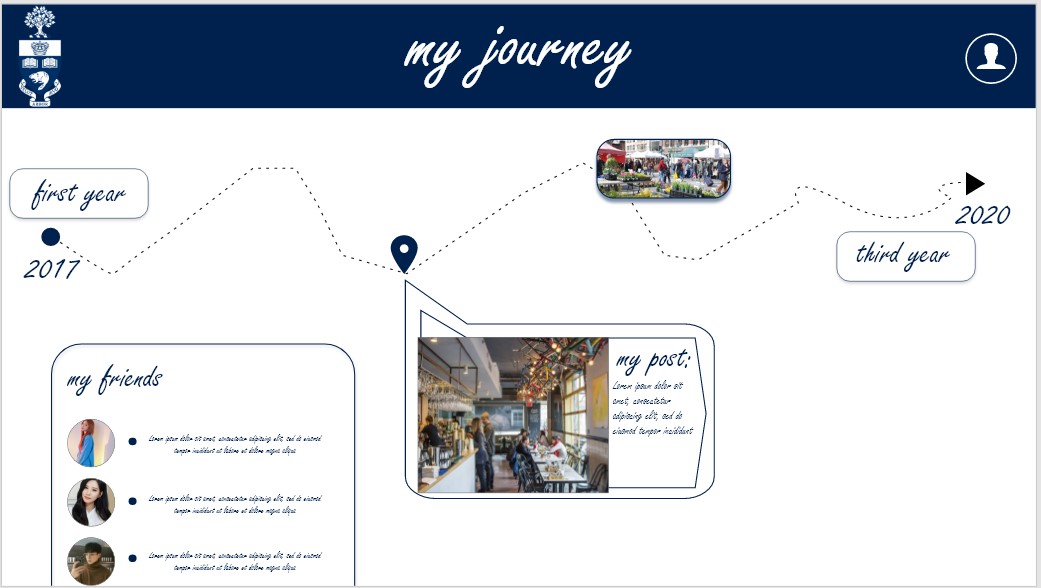 my journey
first year
2017
2020
third year
my friends
Lorem ipsum dolor sit amet, consectetur adipiscing elit, sed do eiusmod
tempor incididunt ut labore et dolore magna aliqua.
Lorem ipsum dolor sit amet, consectetur adipiscing elit, sed do eiusmod
tempor incididunt ut labore et dolore magna aliqua.
Lorem ipsum dolor sit amet, consectetur adipiscing elit, sed do eiusmod
tempor incididunt ut labore et dolore magna aliqua.
my post:
Lorem ipsum dolor sit
amet, consectetur
adipiscing elit, sed do
eiusmod tempor incididunt